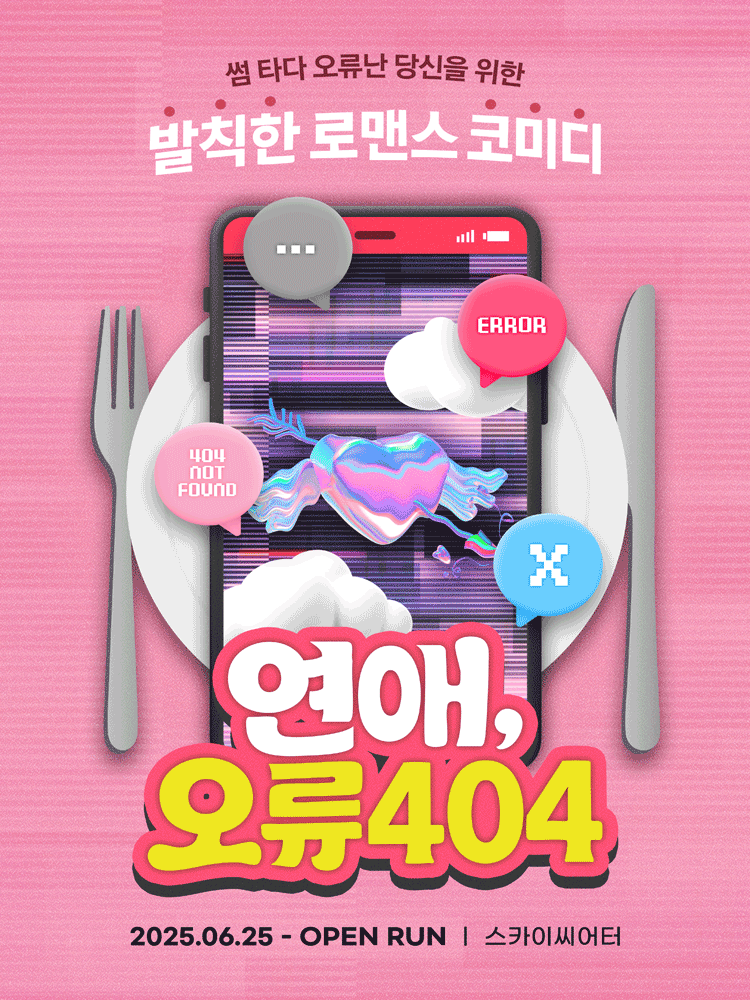 썸 타다 오류난 당신을 위한
발칙한 로맨스 코미디
...
ERROR
404
NOT
FOUND
X
연애,
오류404
2025.06.25 - OPEN RUN | 스카이씨어터